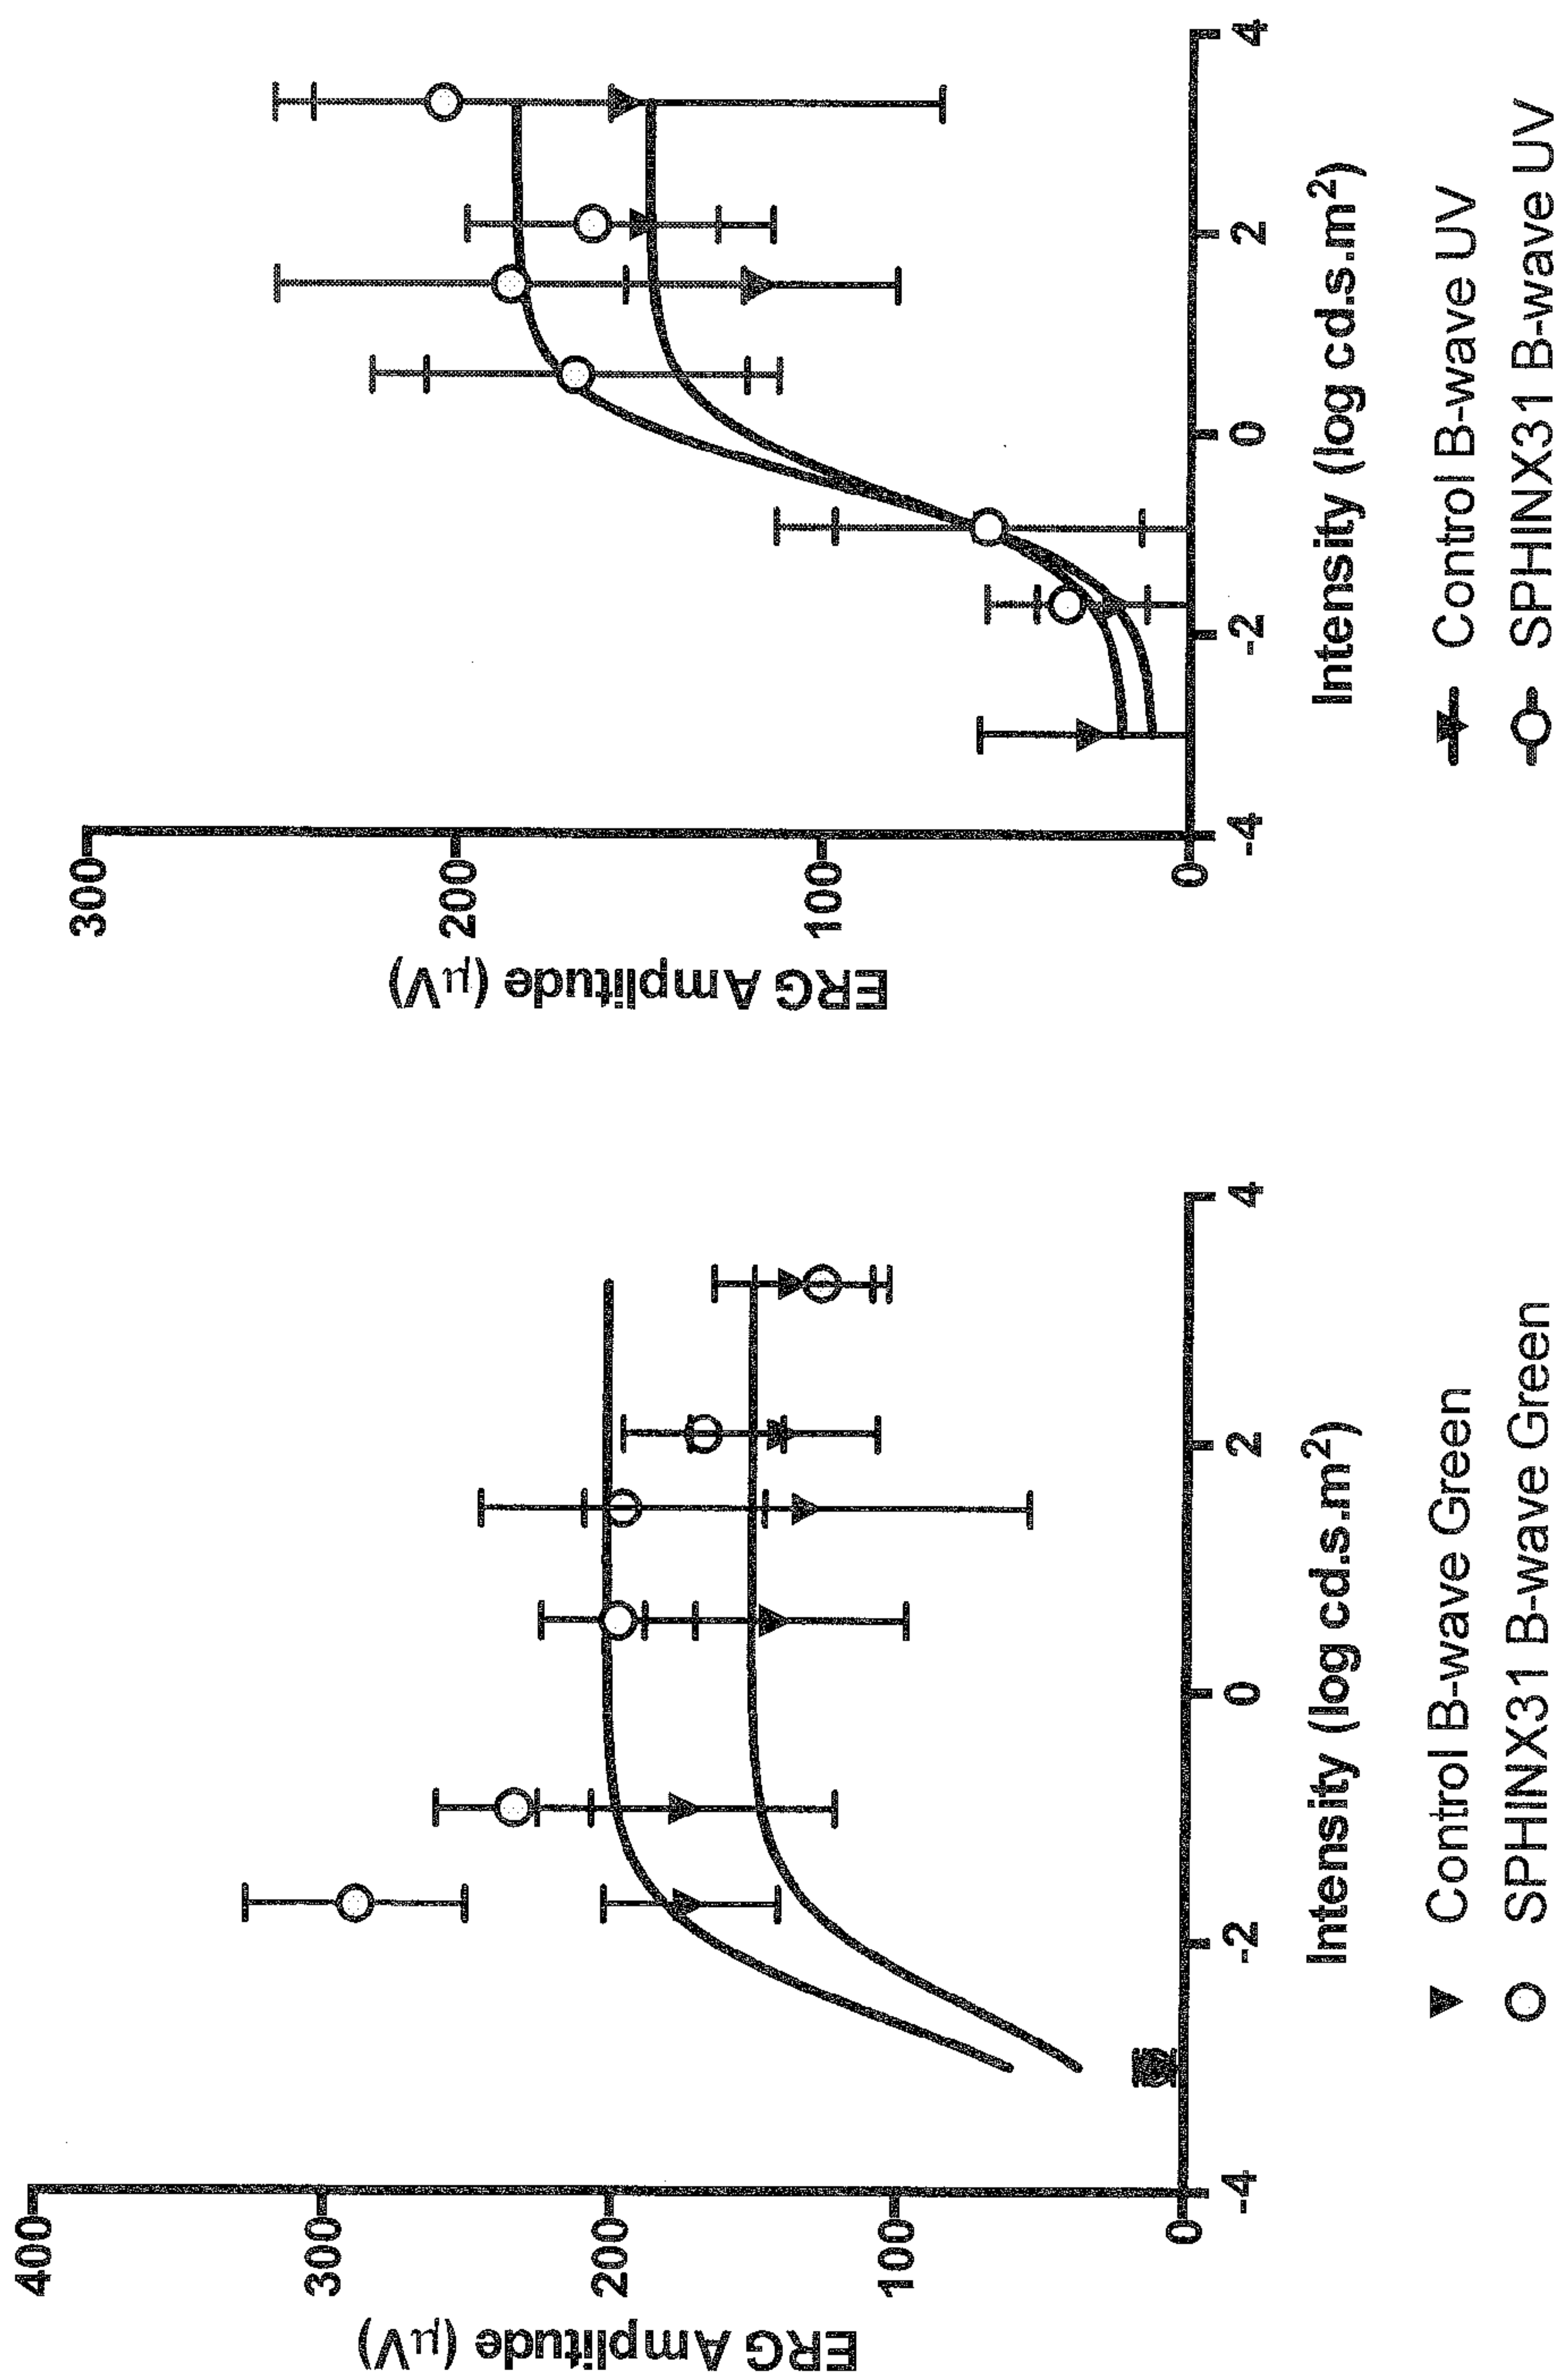 400
300
200
100
0
ERG Amplitude (μV)
-4
-2
0
2
4
Intensity (log cd.s.m²)
Control B-wave Green
SPHINX31 B-wave Green
300
200
100
0
ERG Amplitude (μV)
-4
-2
0
2
4
Intensity (log cd.s.m²)
Control B-wave UV
SPHINX31 B-wave UV